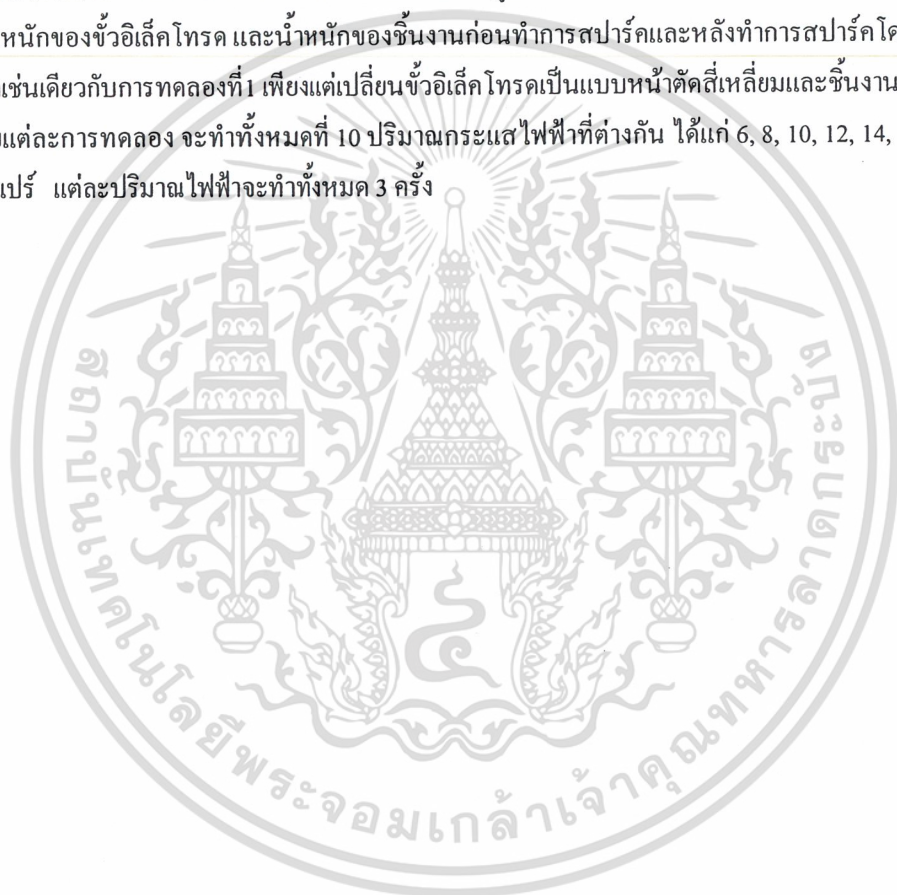 หนักของขั้วอิเล็คโทรด และน้ำหนักของชิ้นงานก่อนทำการสปาร์คและหลังทำการสปาร์คโด
เช่นเดียวกับการทดลองที่1 เพียงแต่เปลี่ยนขั้วอิเล็คโทรดเป็นแบบหน้าตัดสี่เหลี่ยมและชิ้นงาน
แต่ละการทดลอง จะทำทั้งหมดที่ 10 ปริมาณกระแสไฟฟ้าที่ต่างกัน ได้แก่ 6, 8, 10, 12, 14,
แปร์ แต่ละปริมาณไฟฟ้าจะทำทั้งหมด 3 ครั้ง
สถาบันเทคโนโลยีพระจอมเกล้าเจ้าคุณทหารลาดกระบัง